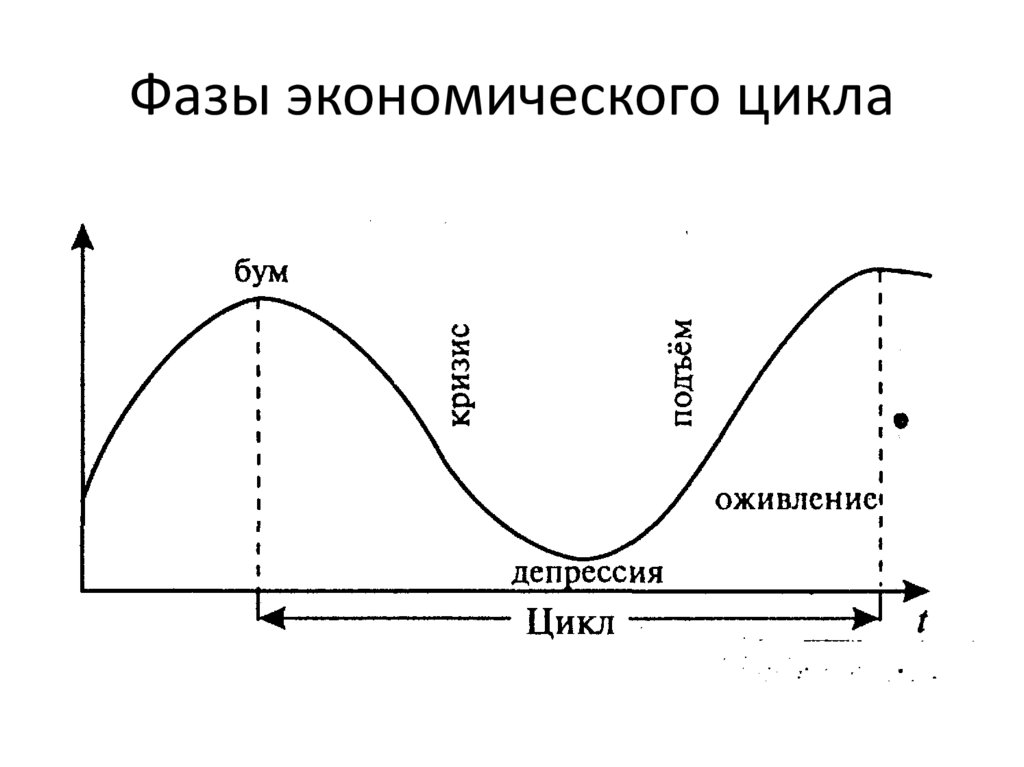 Фазы экономического цикла
бум
кризис
подъём
оживление
депрессия
Цикл
t